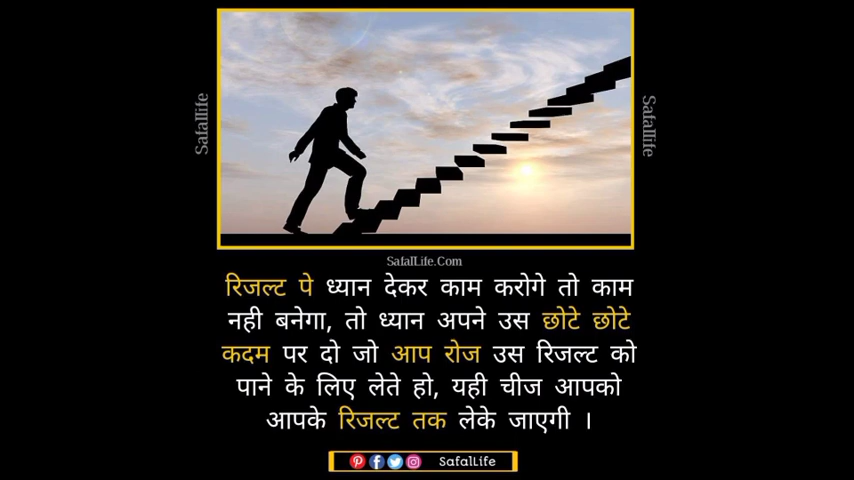 Safallife
Safallife
SafalLife.Com
रिजल्ट पे ध्यान देकर काम करोगे तो काम
नही बनेगा, तो ध्यान अपने उस छोटे छोटे
कदम पर दो जो आप रोज उस रिजल्ट को
पाने के लिए लेते हो, यही चीज आपको
आपके रिजल्ट तक लेके जाएगी ।
SafalLife